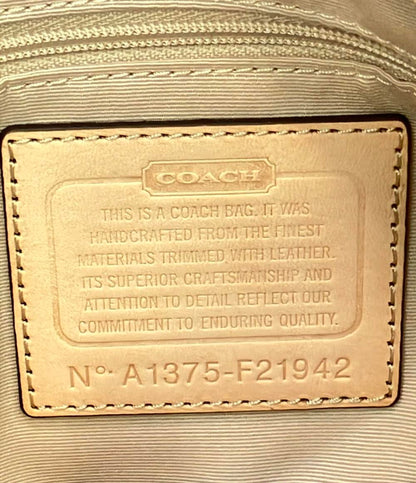 COACH
THIS IS A COACH BAG. IT WAS
HANDCRAFTED FROM THE FINEST
MATERIALS TRIMMED WITH LEATHER.
ITS SUPERIOR CRAFTSMANSHIP AND
ATTENTION TO DETAIL REFLECT OUR
COMMITMENT TO ENDURING QUALITY.
Nº· A1375-F21942